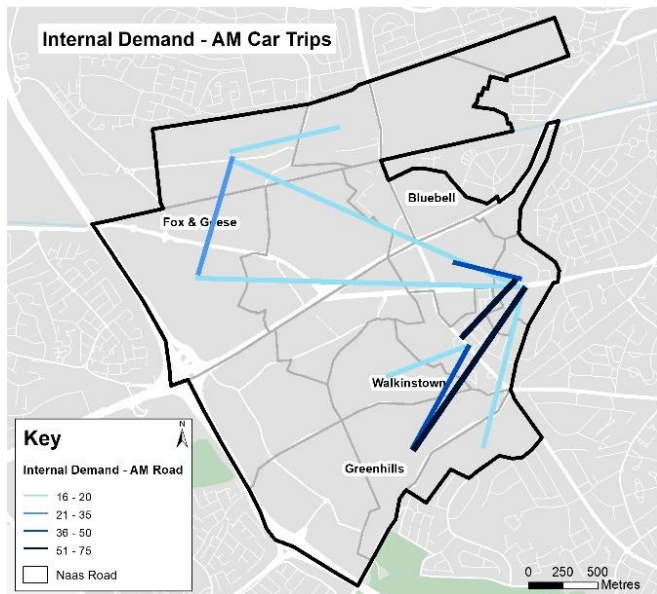 Internal Demand - AM Car Trips
Bluebell
Fox & Geese
Walkinstown
Greenhills
Key
N
Internal Demand - AM Road
16 - 20
21 - 35
36 - 50
51 - 75
Naas Road
0 250 500
Metres